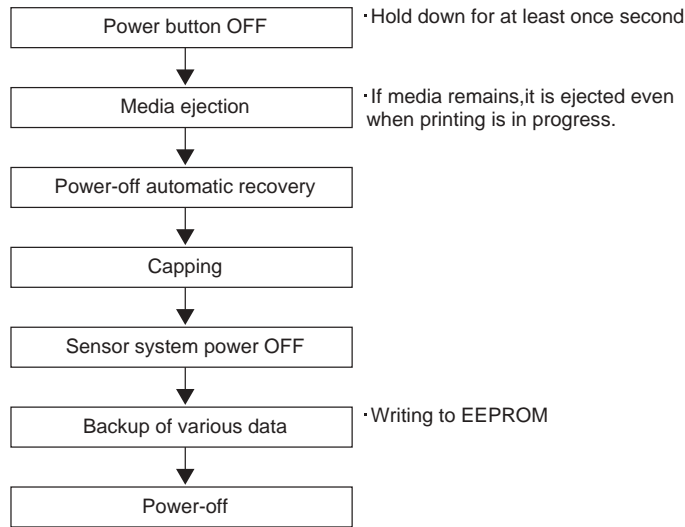 Power button OFF
・Hold down for at least once second
Media ejection
・If media remains,it is ejected even
when printing is in progress.
Power-off automatic recovery
Capping
Sensor system power OFF
Backup of various data
・Writing to EEPROM
Power-off